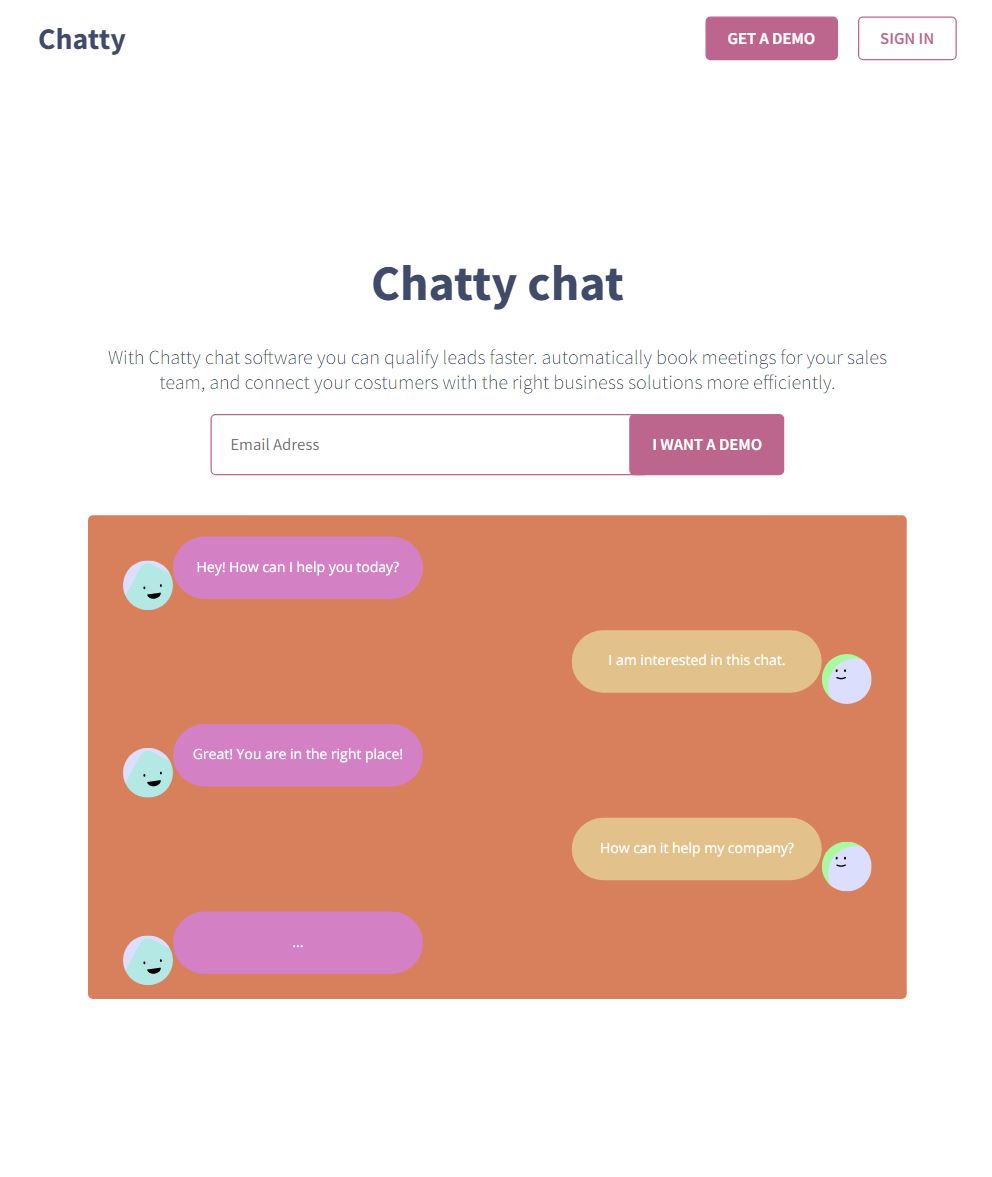 Chatty
GET A DEMO
SIGN IN
Chatty chat
With Chatty chat software you can qualify leads faster. automatically book meetings for your sales
team, and connect your costumers with the right business solutions more efficiently.
Email Adress
I WANT A DEMO
Hey! How can I help you today?
I am interested in this chat.
Great! You are in the right place!
How can it help my company?
...